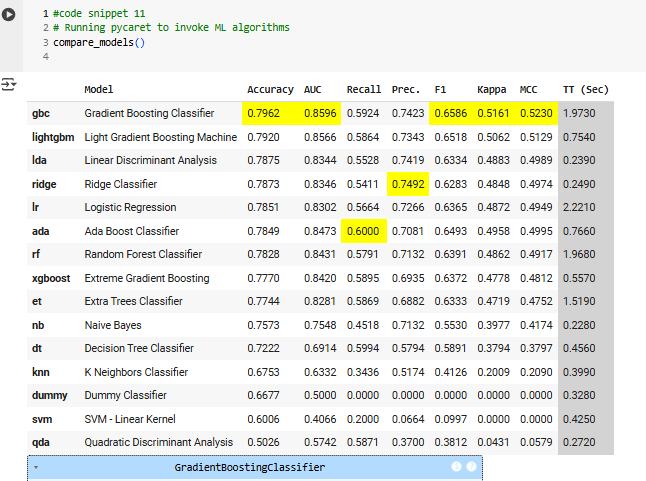 1 #code snippet 11
2 # Running pycaret to invoke ML algorithms
3 compare_models()
4
Model Accuracy AUC Recall Prec. F1 Kappa MCC TT (Sec)
gbc Gradient Boosting Classifier 0.7962 0.8596 0.5924 0.7423 0.6586 0.5161 0.5230 1.9730
lightgbm Light Gradient Boosting Machine 0.7920 0.8566 0.5864 0.7343 0.6518 0.5062 0.5129 0.7540
lda Linear Discriminant Analysis 0.7875 0.8344 0.5528 0.7419 0.6334 0.4883 0.4989 0.2390
ridge Ridge Classifier 0.7873 0.8346 0.5411 0.7492 0.6283 0.4848 0.4974 0.2490
lr Logistic Regression 0.7851 0.8302 0.5664 0.7266 0.6365 0.4872 0.4949 2.2210
ada Ada Boost Classifier 0.7849 0.8473 0.6000 0.7081 0.6493 0.4958 0.4995 0.7660
rf Random Forest Classifier 0.7828 0.8431 0.5791 0.7132 0.6391 0.4862 0.4917 1.9680
xgboost Extreme Gradient Boosting 0.7770 0.8420 0.5895 0.6935 0.6372 0.4778 0.4812 0.5570
et Extra Trees Classifier 0.7744 0.8281 0.5869 0.6882 0.6333 0.4719 0.4752 1.5190
nb Naive Bayes 0.7573 0.7548 0.4518 0.7132 0.5530 0.3977 0.4174 0.2280
dt Decision Tree Classifier 0.7222 0.6914 0.5994 0.5794 0.5891 0.3794 0.3797 0.4560
knn K Neighbors Classifier 0.6753 0.6332 0.3436 0.5174 0.4126 0.2009 0.2090 0.3990
dummy Dummy Classifier 0.6677 0.5000 0.0000 0.0000 0.0000 0.0000 0.0000 0.3280
svm SVM - Linear Kernel 0.6006 0.4066 0.2000 0.0664 0.0997 0.0000 0.0000 0.4250
qda Quadratic Discriminant Analysis 0.5026 0.5742 0.5871 0.3700 0.3812 0.0431 0.0579 0.2720
GradientBoostingClassifier